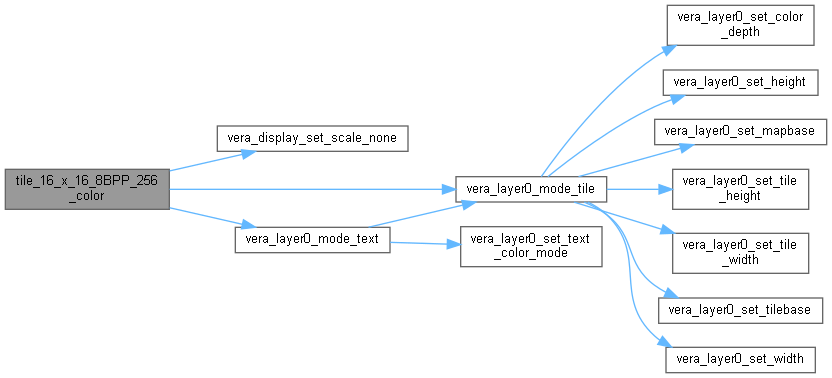 tile_16_x_16_8BPP_256
_color
vera_display_set_scale_none
vera_layer0_mode_text
vera_layer0_mode_tile
vera_layer0_set_text
_color_mode
vera_layer0_set_color
_depth
vera_layer0_set_height
vera_layer0_set_mapbase
vera_layer0_set_tile
_height
vera_layer0_set_tile
_width
vera_layer0_set_tilebase
vera_layer0_set_width